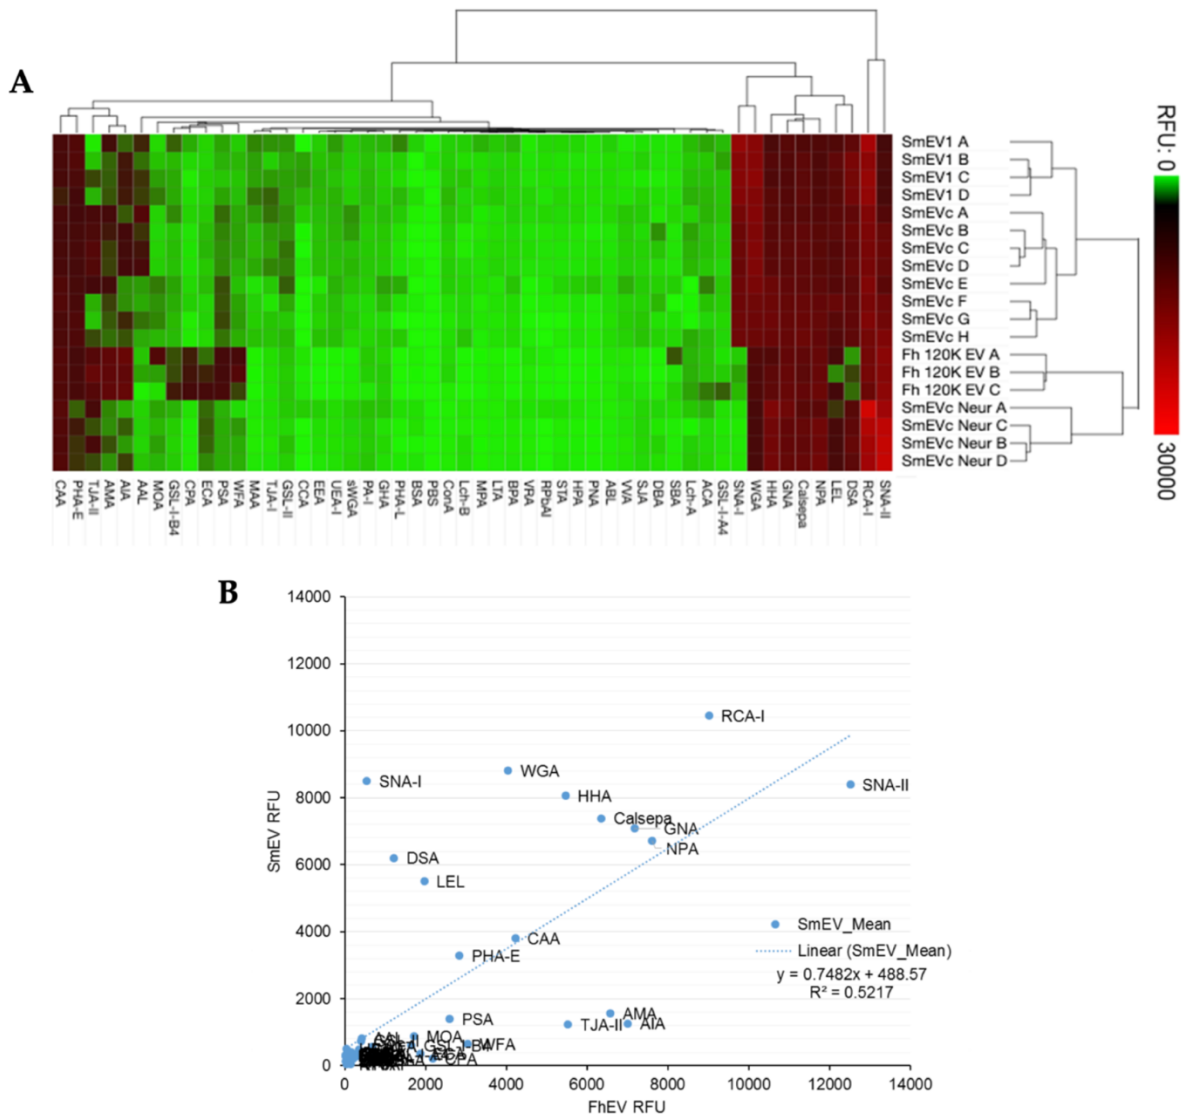 A
SmEV1 A
SmEV1 B
SmEV1 C
SmEV1 D
SmEVc A
SmEVc B
SmEVc C
SmEVc D
SmEVc E
SmEVc F
SmEVc G
SmEVc H
Fh 120K EV A
Fh 120K EV B
Fh 120K EV C
SmEVc Neur A
SmEVc Neur C
SmEVc Neur B
SmEVc Neur D
RFU: 0
30000
CAA
PHA-E
TJA-II
AMA
AIA
AAL
MOA
GSL-I-B4
CPA
ECA
PSA
WFA
MAA
TJA-I
GSL-II
CCA
EEA
UEA-I
sWGA
PA-I
GHA
PHA-L
BSA
PBS
ConA
Lch-B
MPA
LTA
BPA
VRA
RPbAI
STA
HPA
PNA
ABL
VVA
SJA
DBA
SBA
Lch-A
ACA
GSL-I-A4
SNA-I
WGA
HHA
GNA
Calsepa
NPA
LEL
DSA
RCA-I
SNA-II
B
14000
12000
10000
8000
6000
4000
2000
0
SmEV RFU
RCA-I
WGA
SNA-I
SNA-II
HHA
Calsepa
GNA
NPA
DSA
LEL
CAA
PHA-E
PSA
AMA
TJA-II
AIA
AAL
MOA
GSL-I-B4
WFA
CPA
SmEV_Mean
Linear (SmEV_Mean)
y = 0.7482x + 488.57
R² = 0.5217
0
2000
4000
6000
8000
10000
12000
14000
FhEV RFU